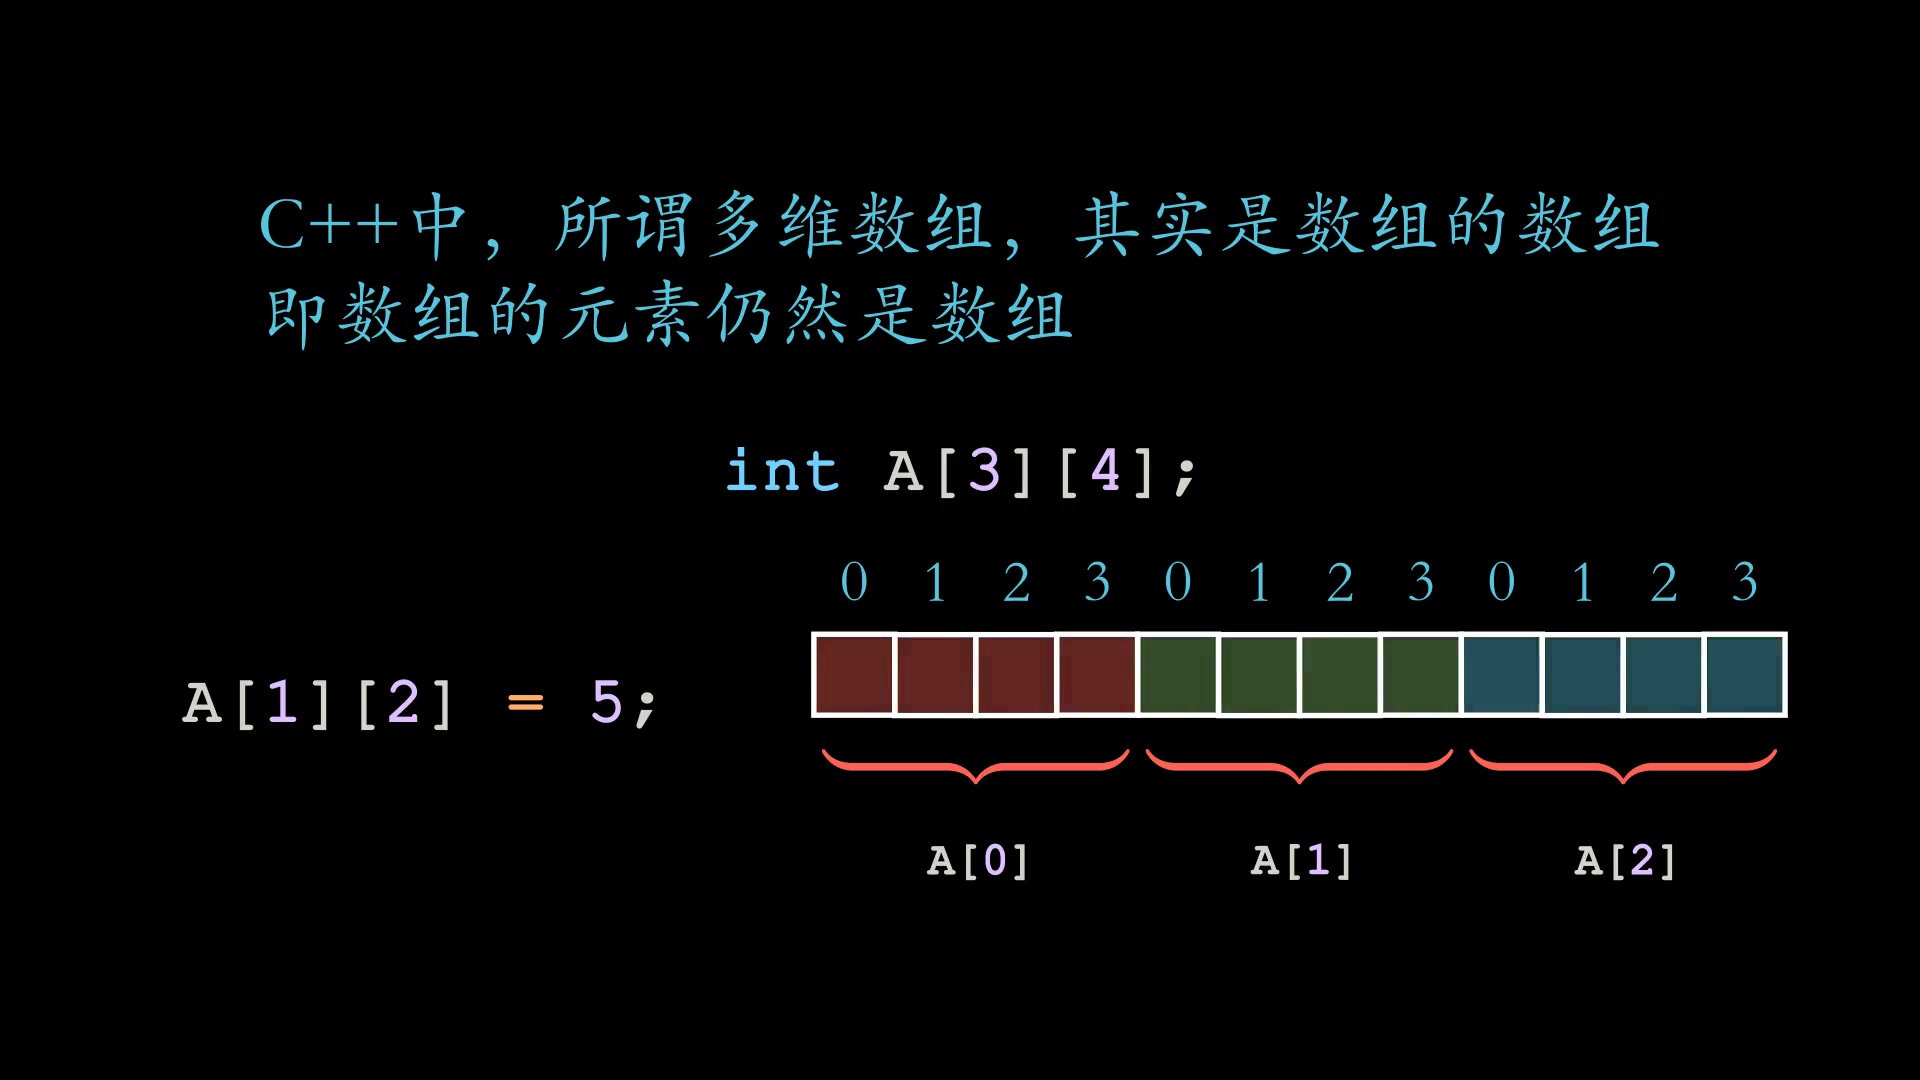 C++中，所谓多维数组，其实是数组的数组
即数组的元素仍然是数组
int A[3][4];
0 1 2 3 0 1 2 3 0 1 2 3
A[1][2] = 5;
A[0] A[1] A[2]